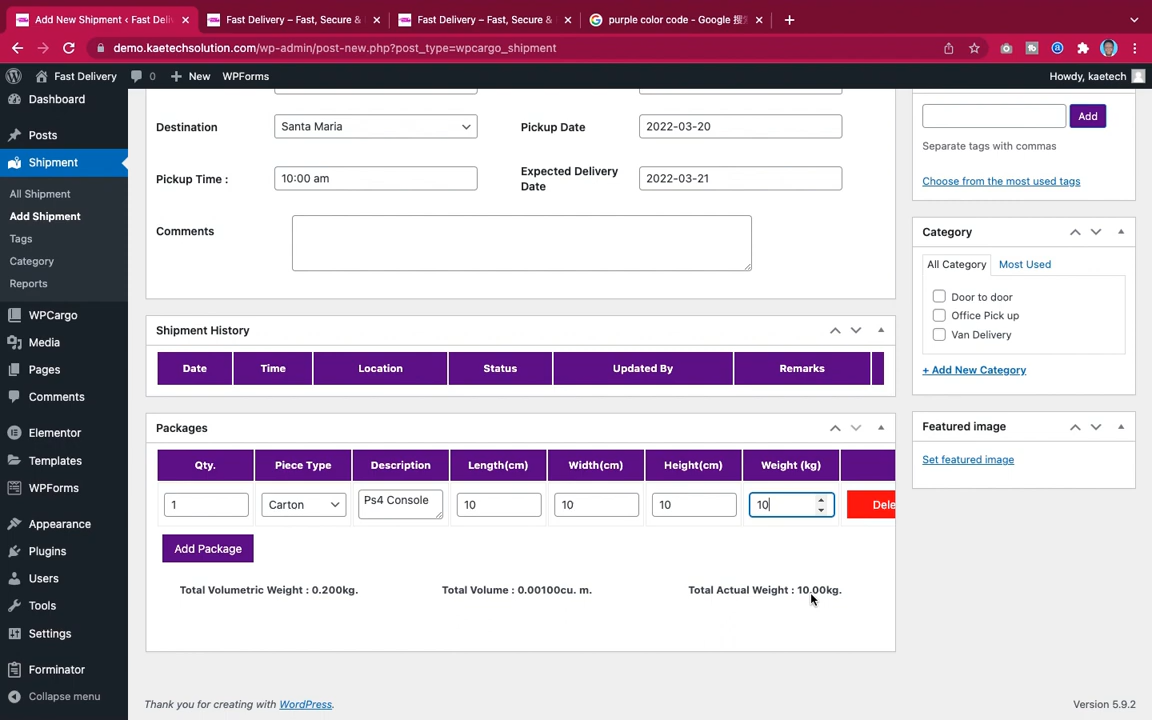 Add New Shipment ‹ Fast Deli
Fast Delivery – Fast, Secure &
Fast Delivery – Fast, Secure &
purple color code - Google 搜
demo.kaetechsolution.com/wp-admin/post-new.php?post_type=wpcargo_shipment
Fast Delivery
0
New
WPForms
Howdy, kaetech
Dashboard
Posts
Shipment
All Shipment
Add Shipment
Tags
Category
Reports
WPCargo
Media
Pages
Comments
Elementor
Templates
WPForms
Appearance
Plugins
Users
Tools
Settings
Forminator
Collapse menu
Destination
Santa Maria
Pickup Date
2022-03-20
Pickup Time :
10:00 am
Expected Delivery
Date
2022-03-21
Comments
Shipment History
Date
Time
Location
Status
Updated By
Remarks
Packages
Qty.
Piece Type
Description
Length(cm)
Width(cm)
Height(cm)
Weight (kg)
1
Carton
Ps4 Console
10
10
10
10
Dele
Add Package
Total Volumetric Weight : 0.200kg.
Total Volume : 0.00100cu. m.
Total Actual Weight : 10.00kg.
Add
Separate tags with commas
Choose from the most used tags
Category
All Category
Most Used
Door to door
Office Pick up
Van Delivery
+ Add New Category
Featured image
Set featured image
Thank you for creating with WordPress.
Version 5.9.2